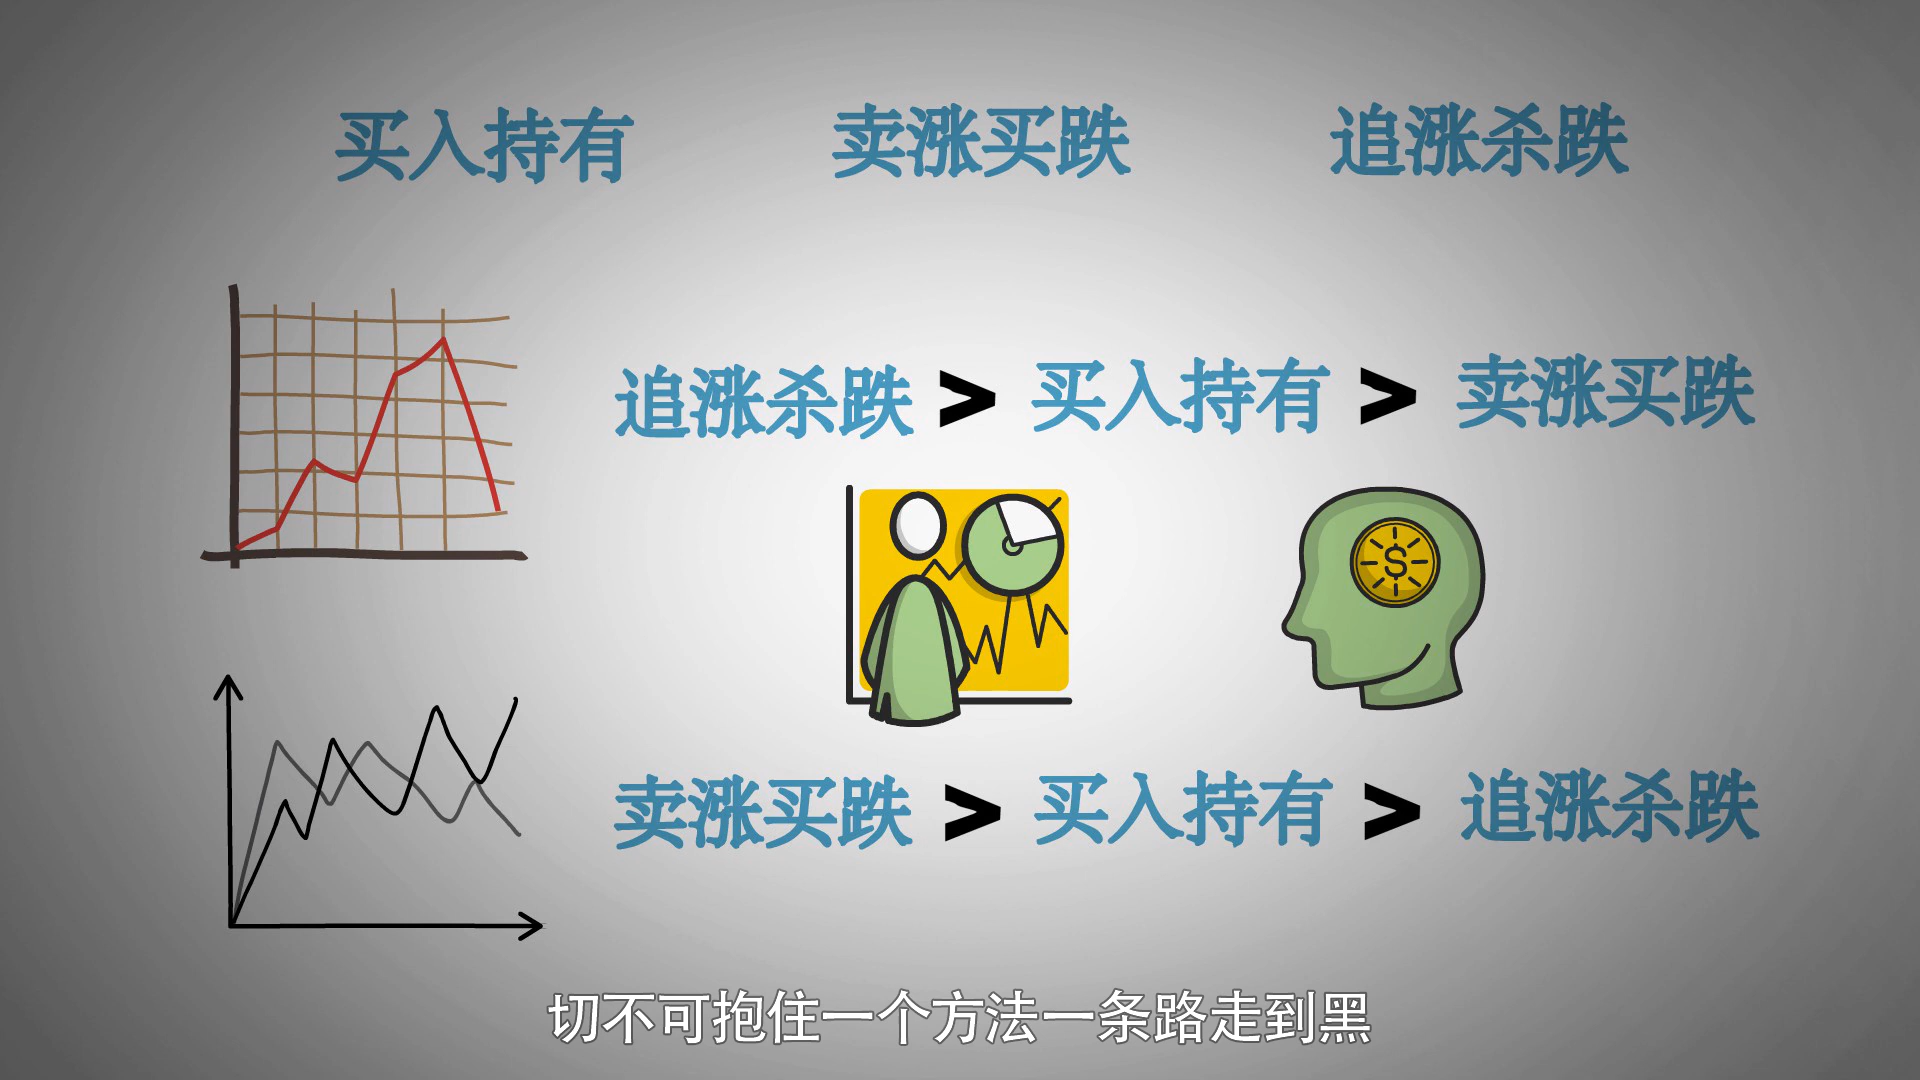 买入持有 卖涨买跌 追涨杀跌
追涨杀跌 > 买入持有 > 卖涨买跌
$
卖涨买跌 > 买入持有 > 追涨杀跌
切不可抱住一个方法一条路走到黑